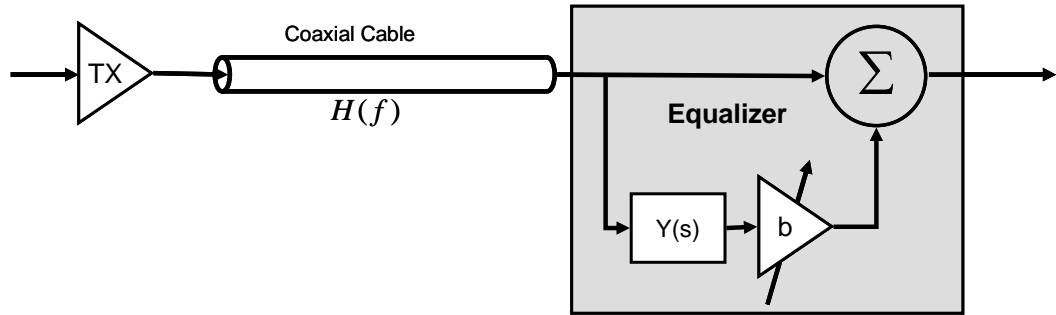 Coaxial Cable
TX
H(f)
Σ
Equalizer
Y(s)
b